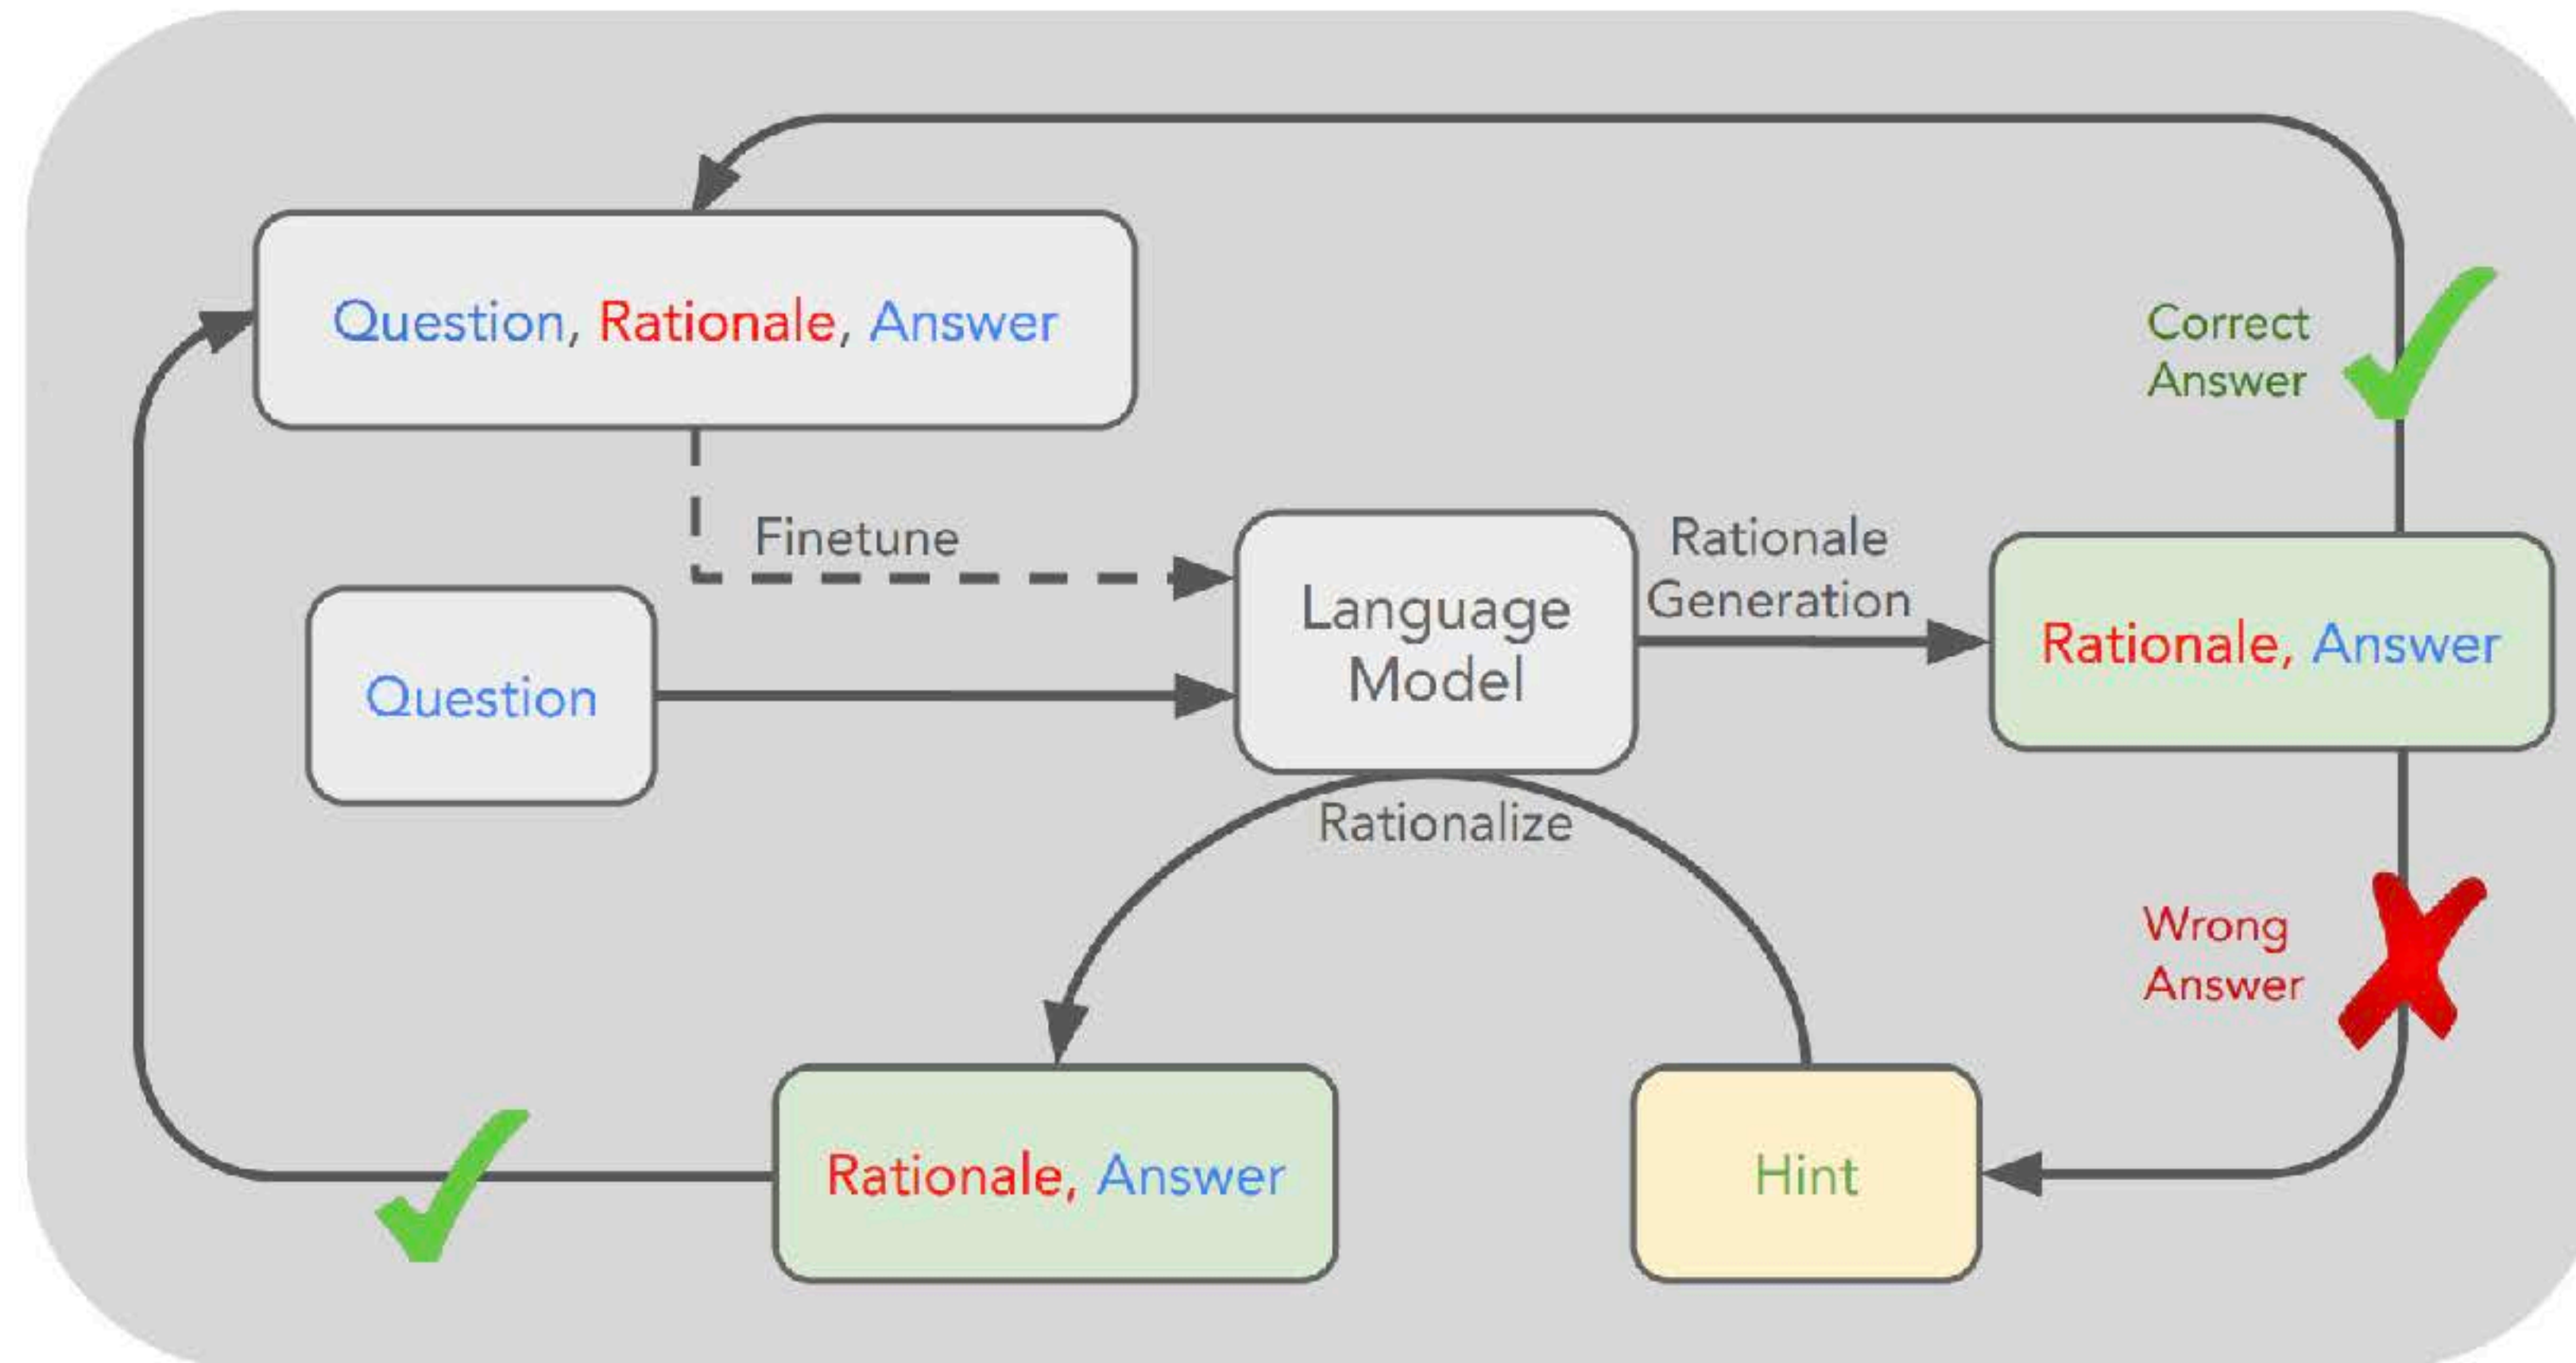 Question, Rationale, Answer
Correct
Answer
Finetune
Rationale
Generation
Language
Model
Rationale, Answer
Question
Rationalize
Wrong
Answer
Rationale, Answer
Hint